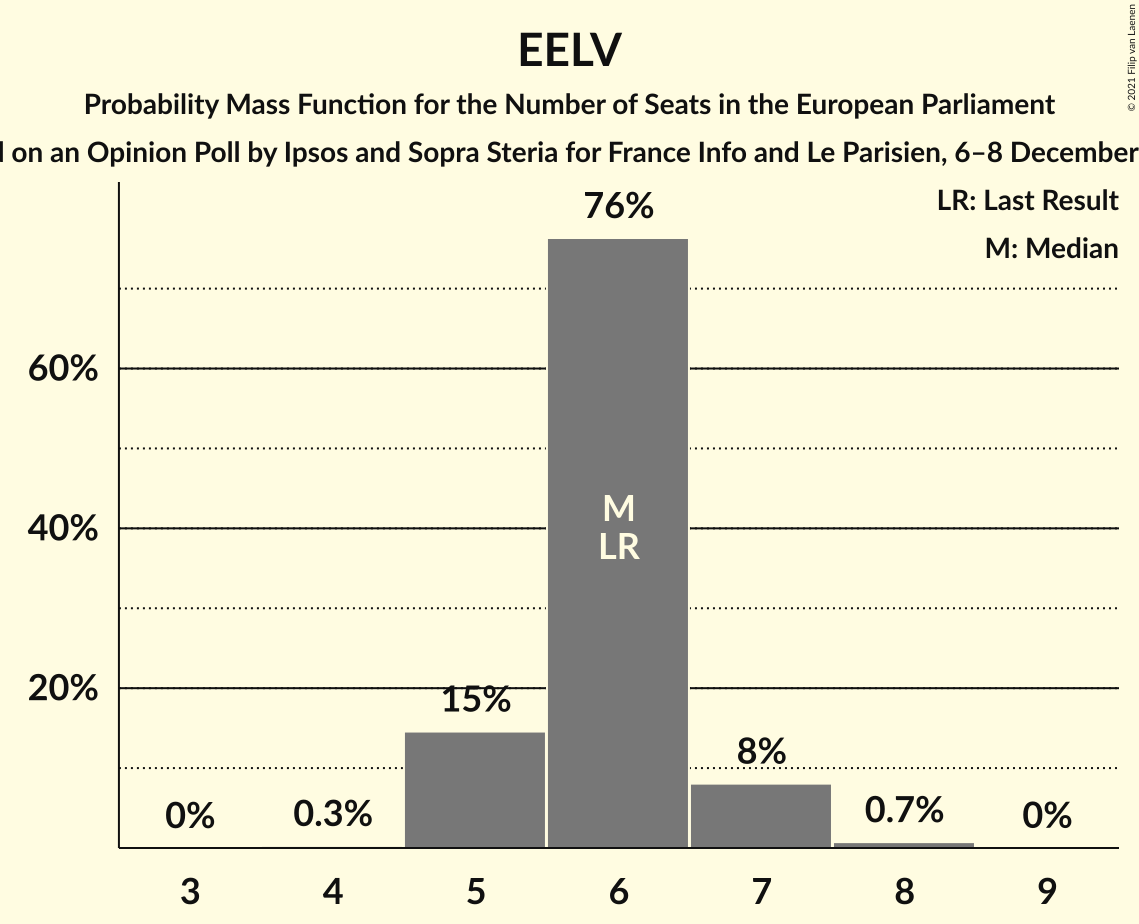 EELV
Probability Mass Function for the Number of Seats in the European Parliament
on an Opinion Poll by Ipsos and Sopra Steria for France Info and Le Parisien, 6–8 December
© 2021 Filip van Laenen
LR: Last Result
M: Median
76%
60%
M
40%
LR
20%
15%
8%
0%
0.3%
0.7%
0%
3
4
5
6
7
8
9